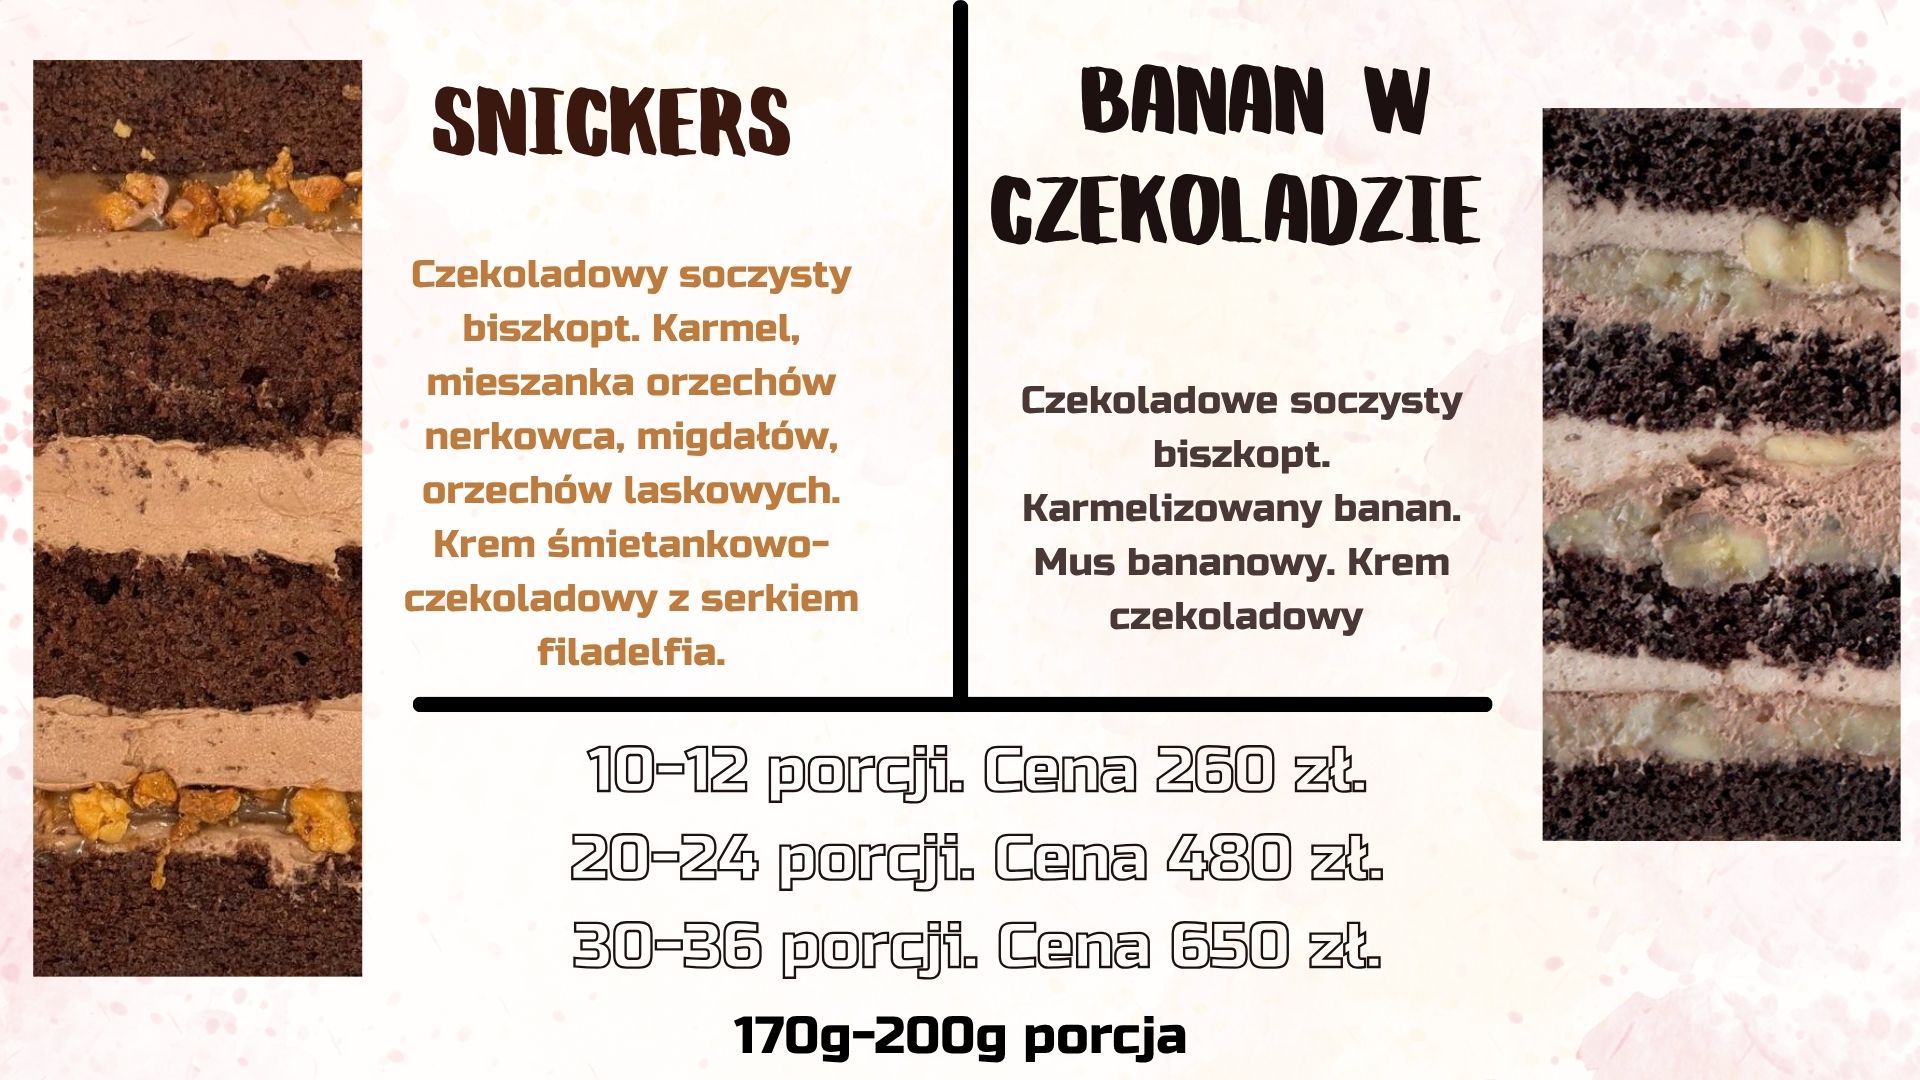 SNICKERS
Czekoladowy soczysty
biszkopt. Karmel,
mieszanka orzechów
nerkowca, migdałów,
orzechów laskowych.
Krem śmietankowo-
czekoladowy z serkiem
filadelfia.
BANAN W
CZEKOLADZIE
Czekoladowe soczysty
biszkopt.
Karmelizowany banan.
Mus bananowy. Krem
czekoladowy
10-12 porcji. Cena 260 zł.
20-24 porcji. Cena 480 zł.
30-36 porcji. Cena 650 zł.
170g-200g porcja